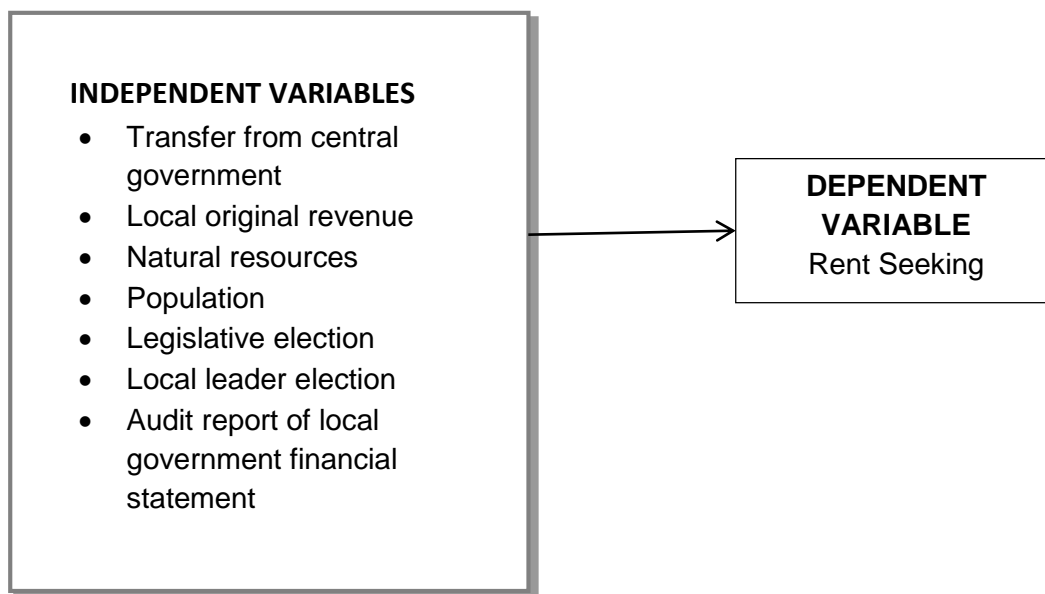 INDEPENDENT VARIABLES
• Transfer from central
government
• Local original revenue
• Natural resources
• Population
• Legislative election
• Local leader election
• Audit report of local
government financial
statement
DEPENDENT
VARIABLE
Rent Seeking